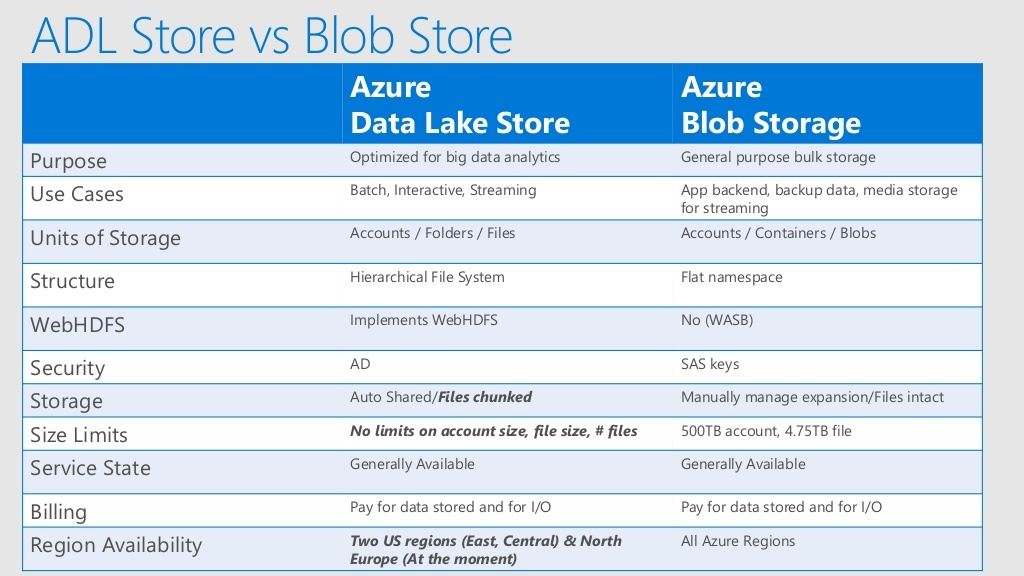 ADL Store vs Blob Store
Azure
Data Lake Store
Azure
Blob Storage
Purpose
Optimized for big data analytics
General purpose bulk storage
Use Cases
Batch, Interactive, Streaming
App backend, backup data, media storage
for streaming
Units of Storage
Accounts / Folders / Files
Accounts / Containers / Blobs
Structure
Hierarchical File System
Flat namespace
WebHDFS
Implements WebHDFS
No (WASB)
Security
AD
SAS keys
Storage
Auto Shared/Files chunked
Manually manage expansion/Files intact
Size Limits
No limits on account size, file size, # files
500TB account, 4.75TB file
Service State
Generally Available
Generally Available
Billing
Pay for data stored and for I/O
Pay for data stored and for I/O
Region Availability
Two US regions (East, Central) & North
Europe (At the moment)
All Azure Regions